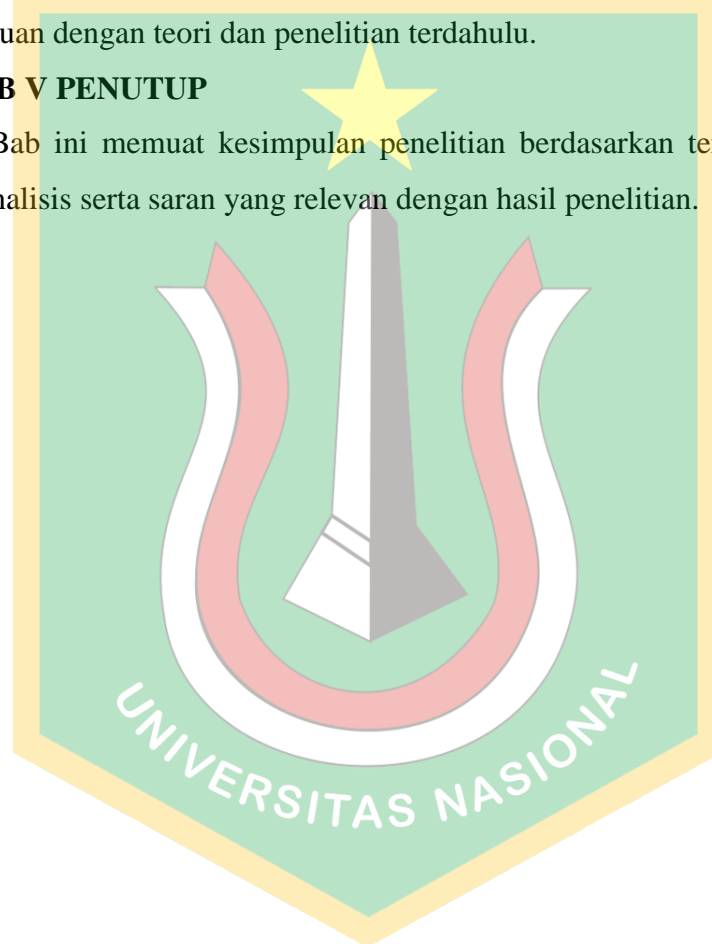 uan dengan teori dan penelitian terdahulu.
B V PENUTUP
Bab ini memuat kesimpulan penelitian berdasarkan te
nalisis serta saran yang relevan dengan hasil penelitian.
UNIVERSITAS NASIONAL